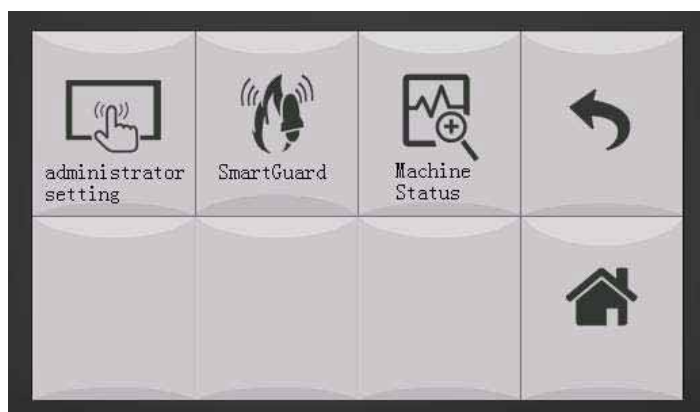 administrator
setting
SmartGuard
Machine
Status